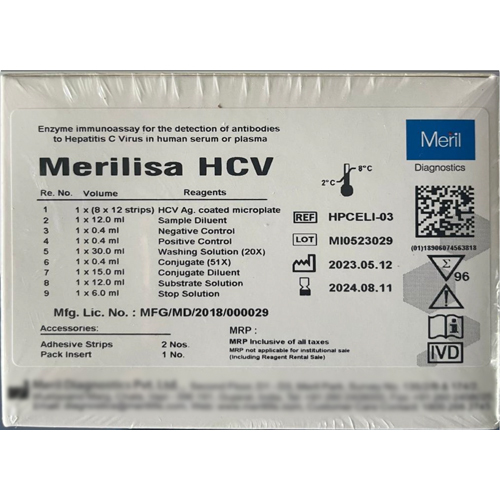 Enzyme immunoassay for the detection of antibodies
to Hepatitis C Virus in human serum or plasma
Meril
Diagnostics
Merilisa HCV
2°C 8°C
Re. No. Volume Reagents
1 1 x (8 x 12 strips) HCV Ag. coated microplate
2 1 x 12.0 ml Sample Diluent
3 1 x 0.4 ml Negative Control
4 1 x 0.4 ml Positive Control
5 1 x 30.0 ml Washing Solution (20X)
6 1 x 0.4 ml Conjugate (51X)
7 1 x 15.0 ml Conjugate Diluent
8 1 x 12.0 ml Substrate Solution
9 1 x 6.0 ml Stop Solution
REF HPCELI-03
LOT MI0523029
2023.05.12
2024.08.11
(01)18906074563818
Σ 96
IVD
Mfg. Lic. No. : MFG/MD/2018/000029
Accessories:
Adhesive Strips 2 Nos.
Pack Insert 1 No.
MRP :
MRP Inclusive of all taxes
MRP not applicable for institutional sale
(Including Reagent Rental Sale)